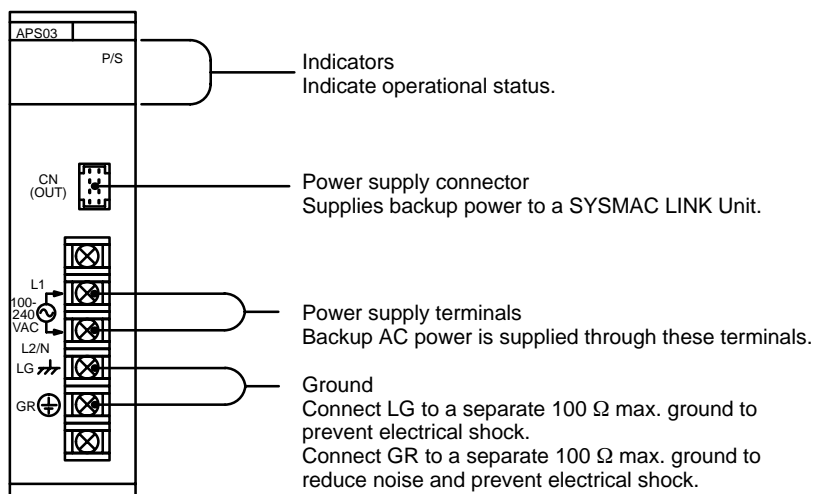 APS03
P/S
Indicators
Indicate operational status.
CN
(OUT)
Power supply connector
Supplies backup power to a SYSMAC LINK Unit.
L1
100-
240
VAC
L2/N
Power supply terminals
Backup AC power is supplied through these terminals.
LG
GR
Ground
Connect LG to a separate 100 Ω max. ground to
prevent electrical shock.
Connect GR to a separate 100 Ω max. ground to
reduce noise and prevent electrical shock.